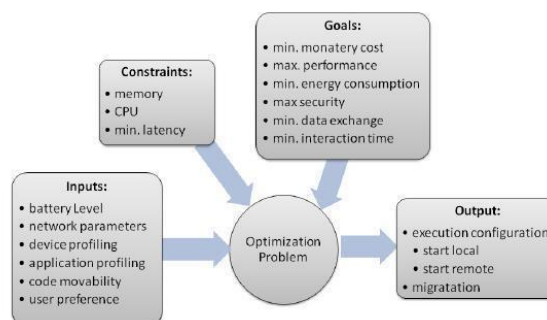 Goals:
• min. monatery cost
• max. performance
• min. energy consumption
• max security
• min. data exchange
• min. interaction time
Constraints:
• memory
• CPU
• min. latency
Inputs:
• battery Level
• network parameters
• device profiling
• application profiling
• code movability
• user preference
Optimization
Problem
Output:
• execution configuration
• start local
• start remote
• migratation